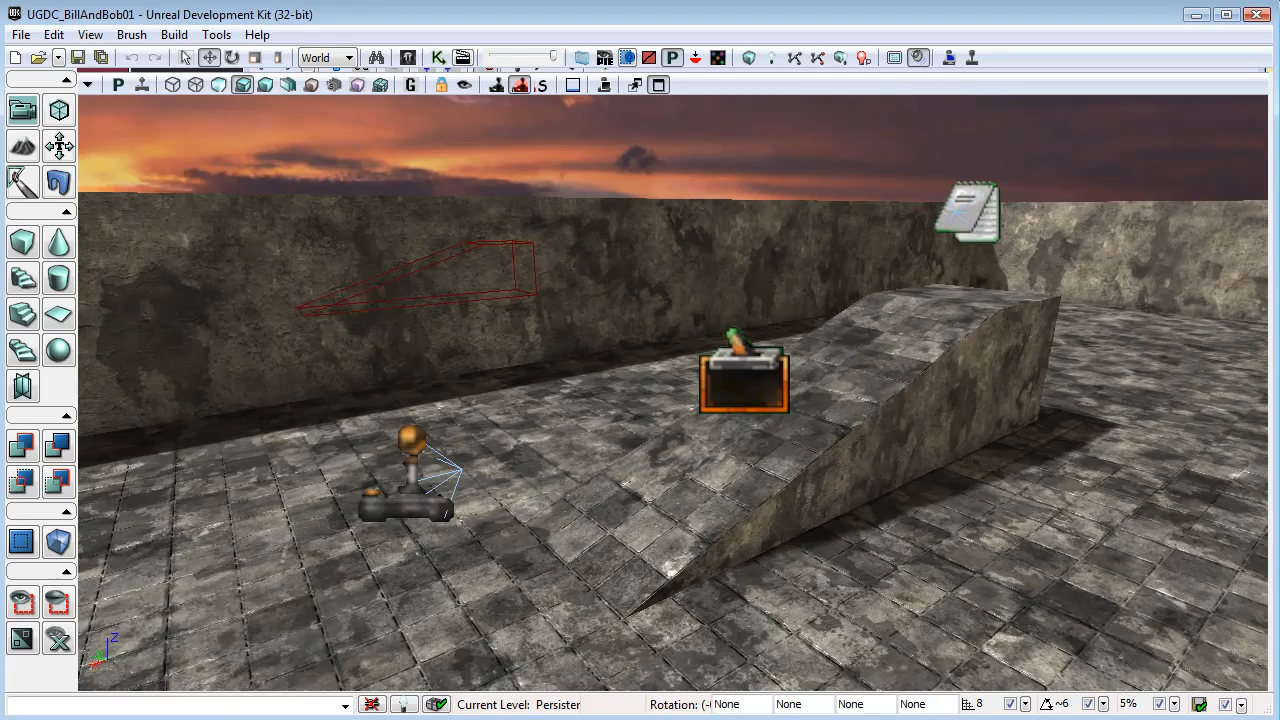 UGDC_BillAndBob01 - Unreal Development Kit (32-bit)
File Edit View Brush Build Tools Help
World
P
P G S
Z
Current Level: Persister Rotation: (- None None None None 8 5%